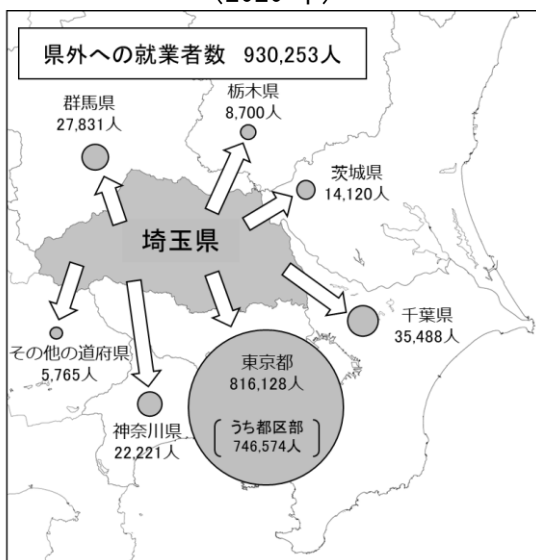 (2020 年)
県外への就業者数 930,253人
群馬県
27,831人
栃木県
8,700人
茨城県
14,120人
埼玉県
千葉県
35,488人
その他の道府県
5,765人
東京都
816,128人
うち都区部
746,574人
神奈川県
22,221人